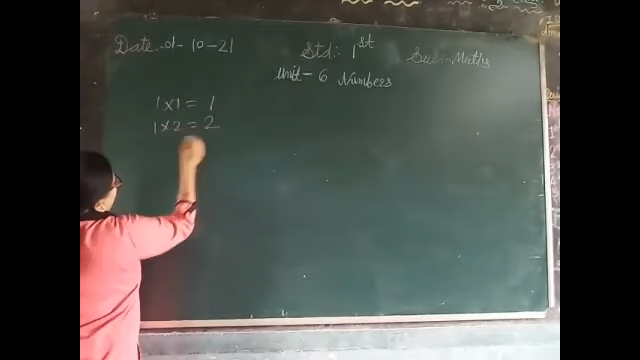 Date :- 01-10-21
Std:- 1st
Sub:- Maths
Unit - 6 Numbers
1 x 1 = 1
1 x 2 = 2